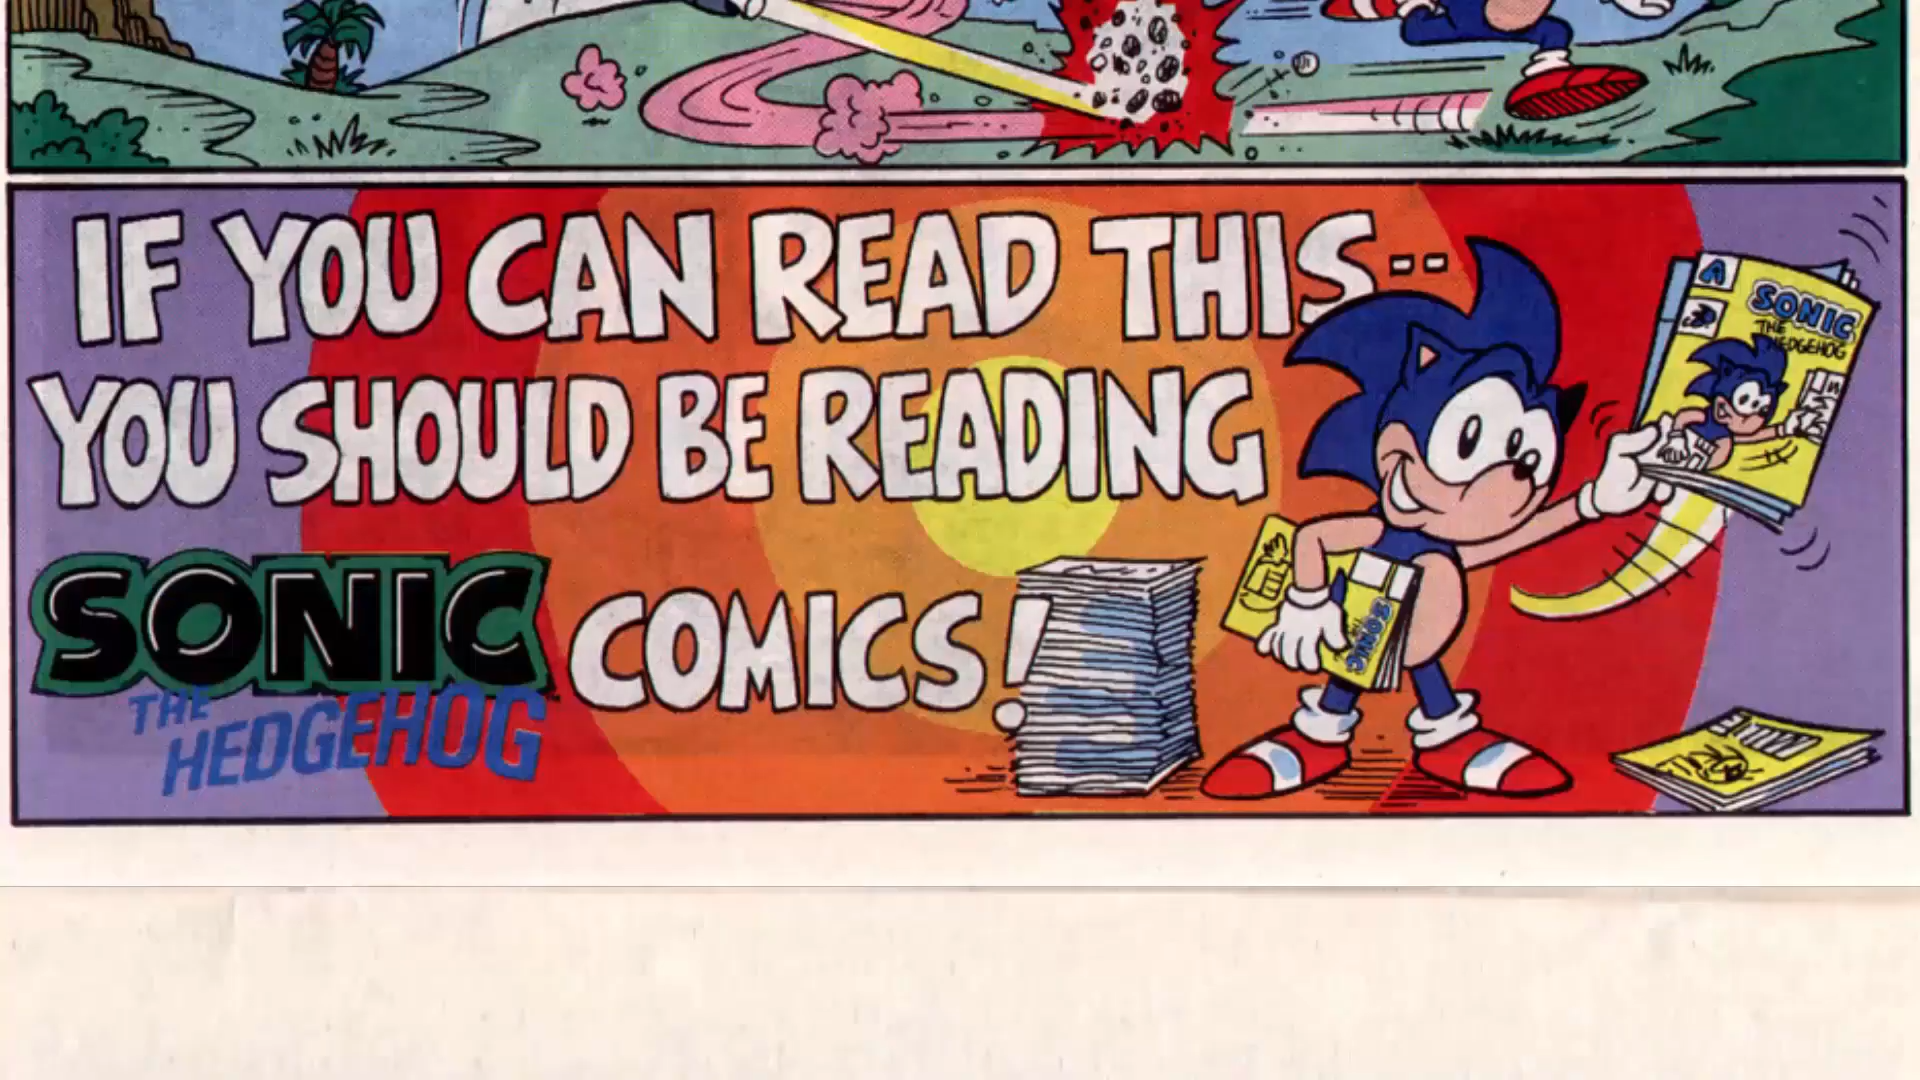 IF YOU CAN READ THIS--
YOU SHOULD BE READING
SONIC
THE
HEDGEHOG
COMICS!
A
SONIC
THE
HEDGEHOG
SONIC